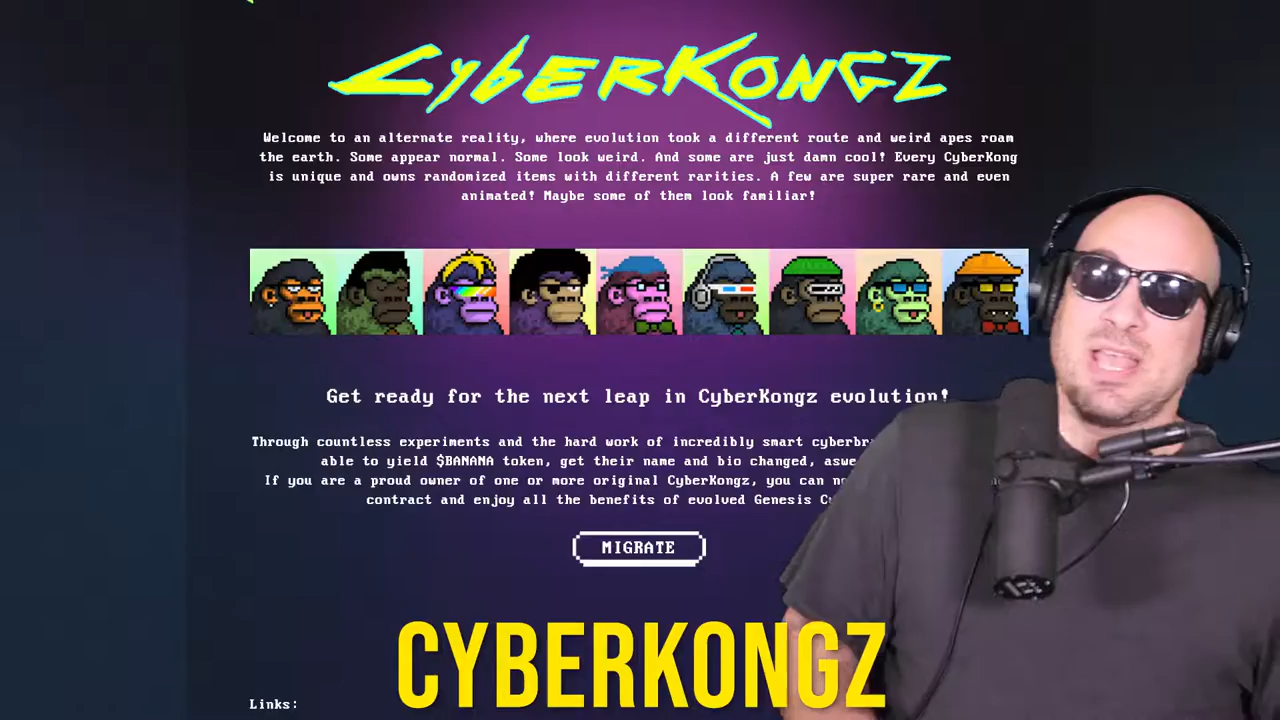 CyberKongz
Welcome to an alternate reality, where evolution took a different route and weird apes roam
the earth. Some appear normal. Some look weird. And some are just damn cool! Every CyberKong
is unique and owns randomized items with different rarities. A few are super rare and even
animated! Maybe some of them look familiar!
Get ready for the next leap in CyberKongz evolution!
Through countless experiments and the hard work of incredibly smart
able to yield $BANANA token, get their name and bio changed,
If you are a proud owner of one or more original CyberKongz, you can
contract and enjoy all the benefits of evolved Genesis
MIGRATE
CYBERKONGZ
Links: